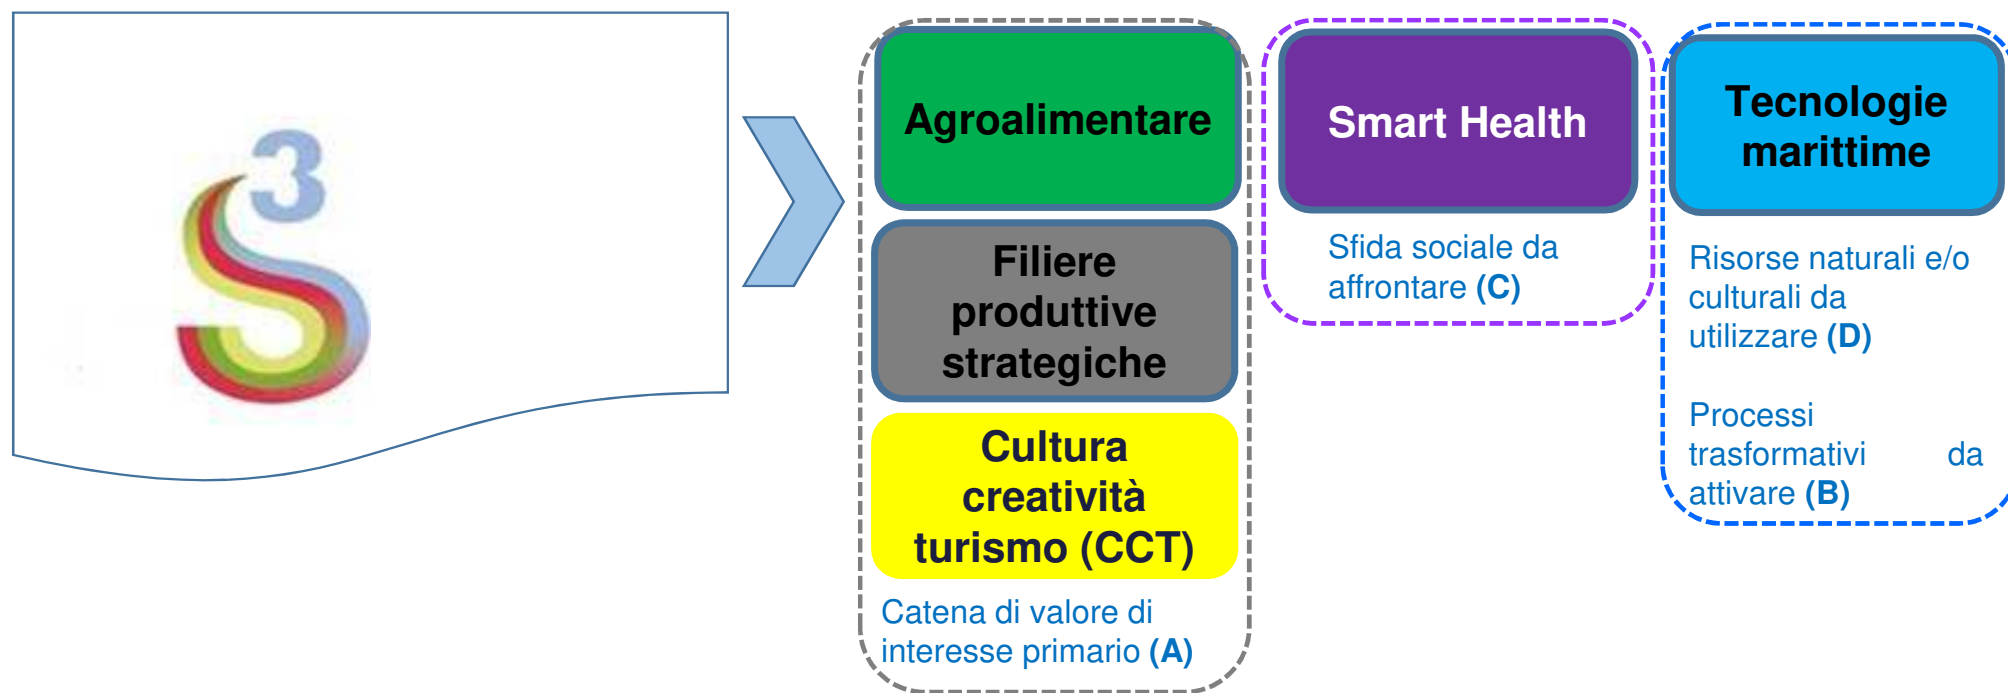 S3
Agroalimentare
Filiere
produttive
strategiche
Cultura
creatività
turismo (CCT)
Catena di valore di
interesse primario (A)
Smart Health
Sfida sociale da
affrontare (C)
Tecnologie
marittime
Risorse naturali e/o
culturali da
utilizzare (D)
Processi
trasformativi da
attivare (B)